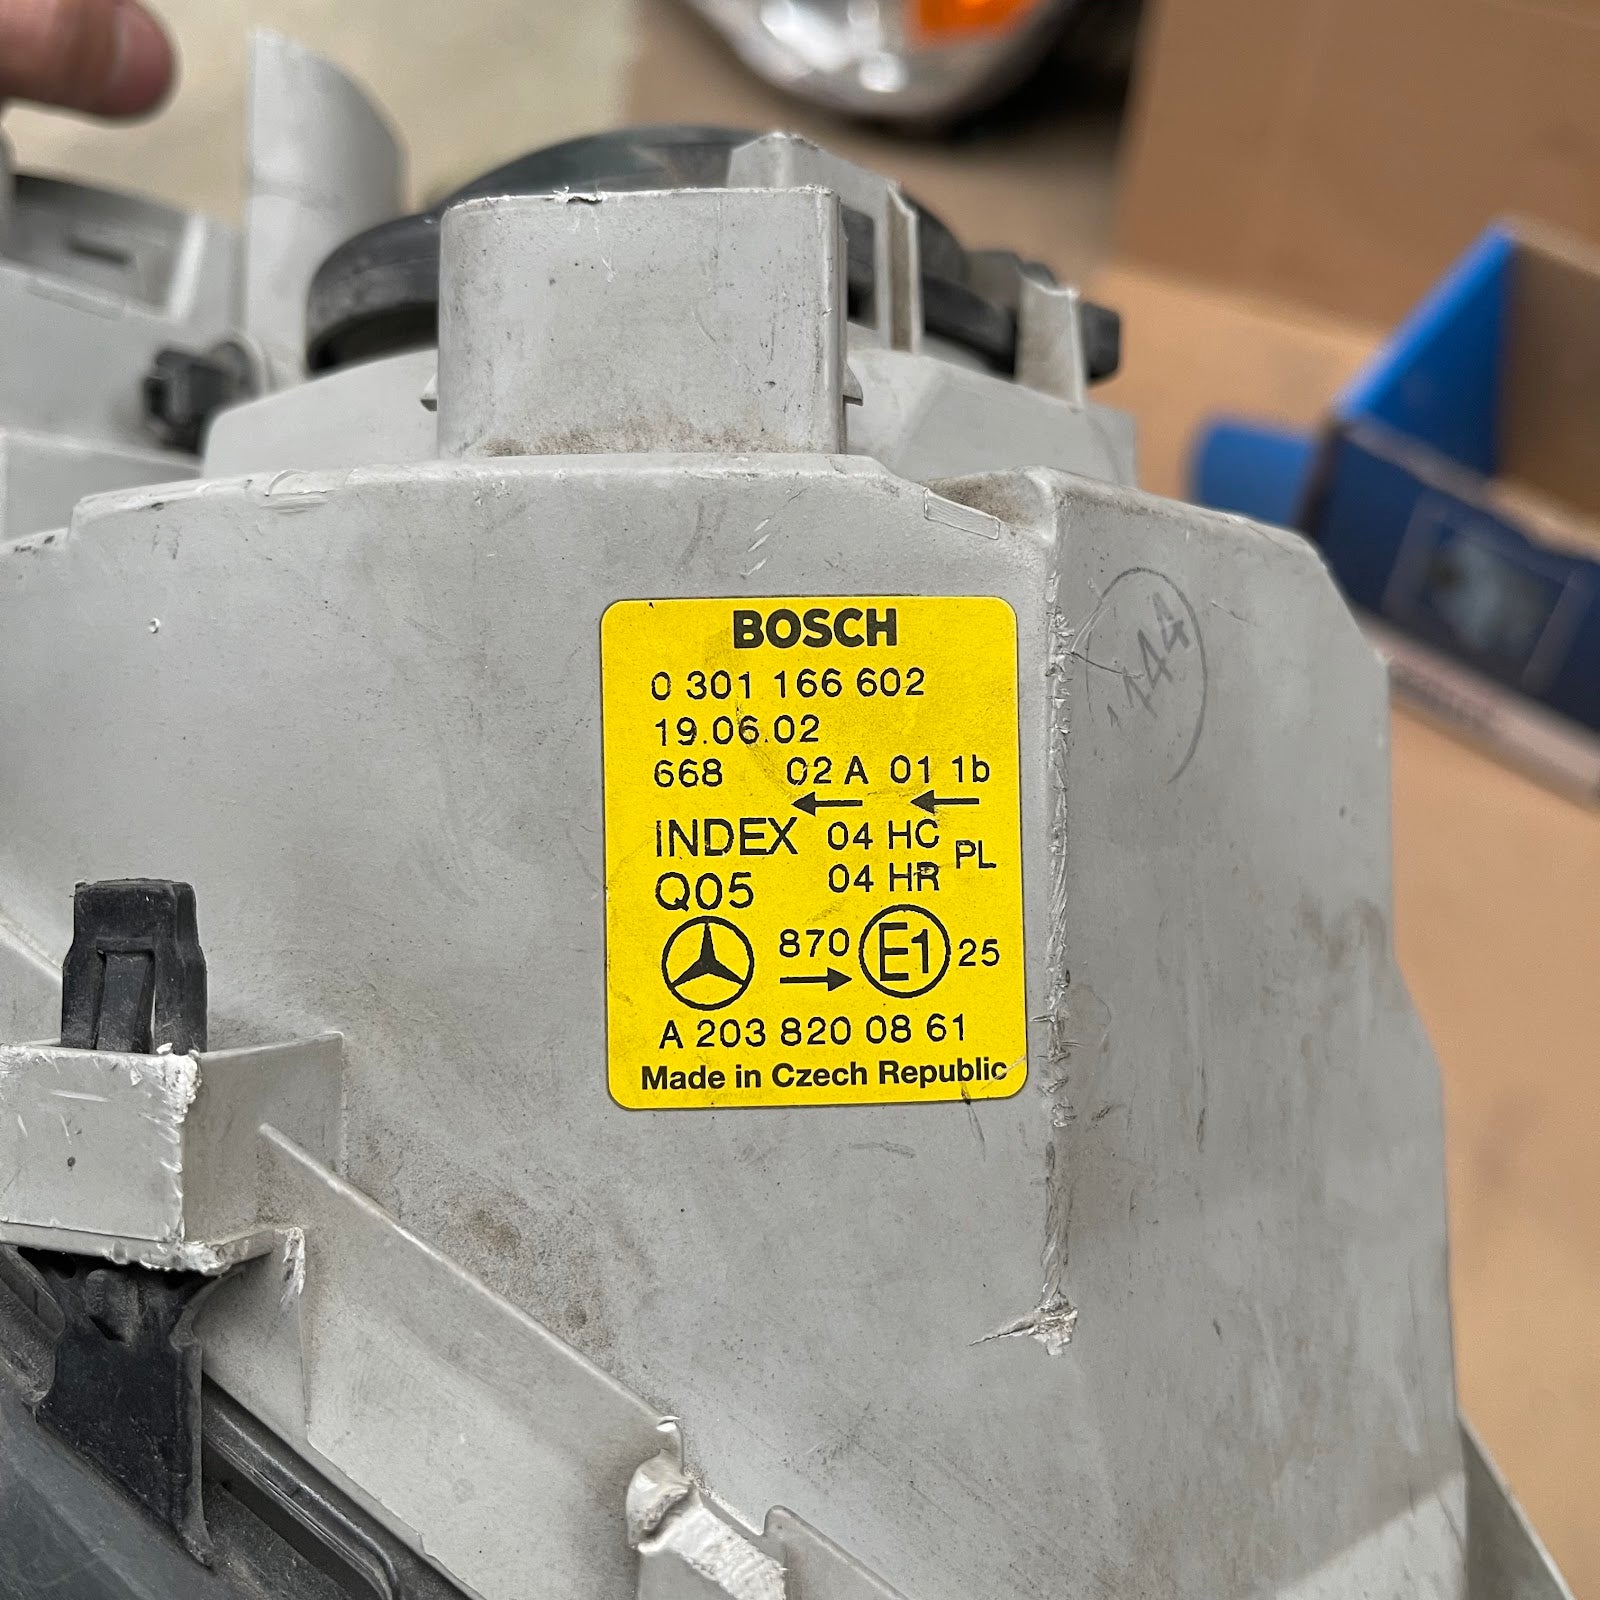 BOSCH
0 301 166 602
19.06.02
668 02 A 01 1b
INDEX 04 HC PL
Q05 04 HR
870 E1 25
A 203 820 08 61
Made in Czech Republic